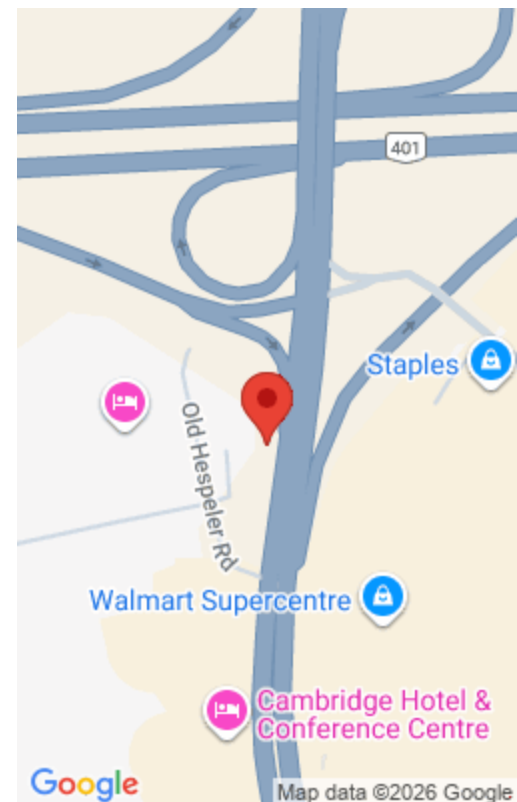 401
Staples
Old Hespeler Rd
Walmart Supercentre
Cambridge Hotel &
Conference Centre
Google
Map data ©2026 Google